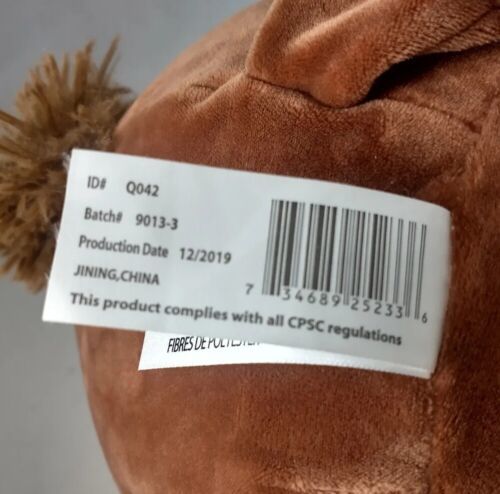 ID# Q042
Batch# 9013-3
Production Date 12/2019
JINING,CHINA
7 34689 25233 6
This product complies with all CPSC regulations
FIBRES DE POLYESTER